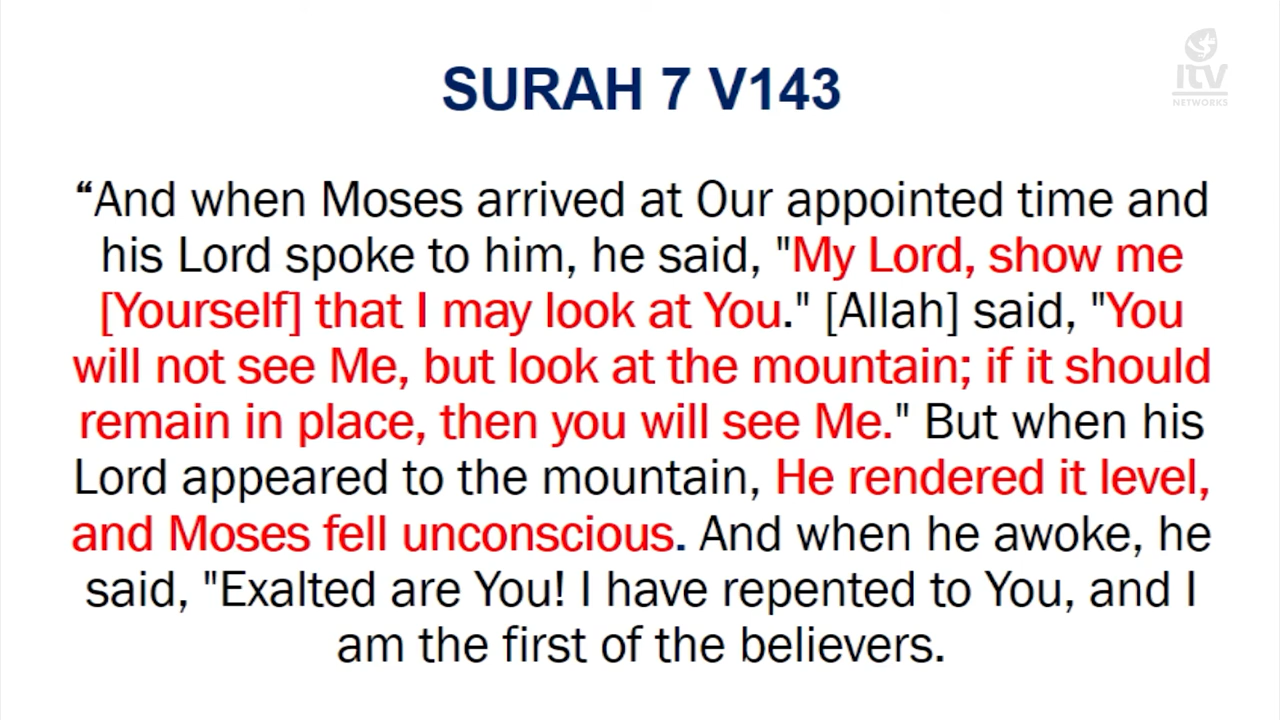 ITV
NETWORKS
SURAH 7 V143
“And when Moses arrived at Our appointed time and
his Lord spoke to him, he said, "My Lord, show me
[Yourself] that I may look at You." [Allah] said, "You
will not see Me, but look at the mountain; if it should
remain in place, then you will see Me." But when his
Lord appeared to the mountain, He rendered it level,
and Moses fell unconscious. And when he awoke, he
said, "Exalted are You! I have repented to You, and I
am the first of the believers.